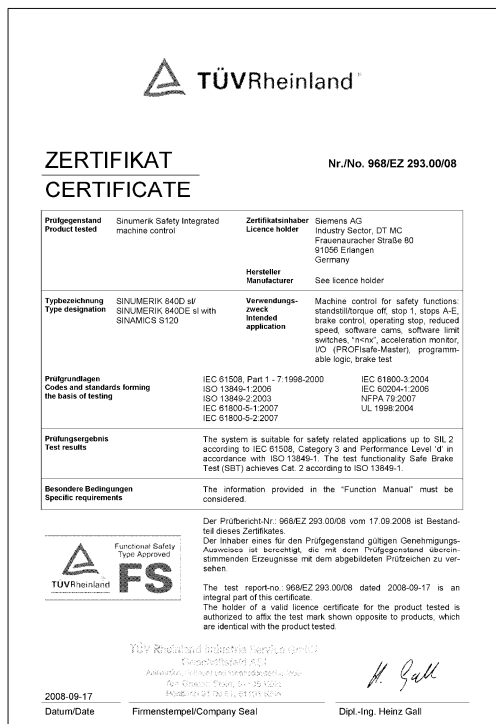 TÜVRheinland
ZERTIFIKAT
CERTIFICATE
Nr./No. 968/EZ 293.00/08
Prüfgegenstand
Product tested
Sinumerik Safety Integrated
machine control
Zertifikatsinhaber
Licence holder
Siemens AG
Industry Sector, DT MC
Frauenauracher Straße 80
91056 Erlangen
Germany
Hersteller
Manufacturer
See licence holder
Typbezeichnung
Type designation
SINUMERIK 840D sl/
SINUMERIK 840DE sl with
SINAMICS S120
Verwendungs-
zweck
Intended
application
Machine control for safety functions:
standstill/torque off, stop 1, stops A-E,
brake control, operating stop, reduced
speed, software cams, software limit
switches, "n<nx", acceleration monitor,
I/O (PROFIsafe-Master), programm-
able logic, brake test
Prüfgrundlagen
Codes and standards forming
the basis of testing
IEC 61508, Part 1 - 7:1998-2000
ISO 13849-1:2006
ISO 13849-2:2003
IEC 61800-5-1:2007
IEC 61800-5-2:2007
IEC 61800-3:2004
IEC 60204-1:2006
NFPA 79:2007
UL 1998:2004
Prüfungsergebnis
Test results
The system is suitable for safety related applications up to SIL 2
according to IEC 61508, Category 3 and Performance Level 'd' in
accordance with ISO 13849-1. The test functionality Safe Brake
Test (SBT) achieves Cat. 2 according to ISO 13849-1.
Besondere Bedingungen
Specific requirements
The information provided in the "Function Manual" must be
considered.
Der Prüfbericht-Nr.: 968/EZ 293.00/08 vom 17.09.2008 ist Bestand-
teil dieses Zertifikates.
Der Inhaber eines für den Prüfgegenstand gültigen Genehmigungs-
Ausweises ist berechtigt, die mit dem Prüfgegenstand überein-
stimmenden Erzeugnisse mit dem abgebildeten Prüfzeichen zu ver-
sehen.
TÜVRheinland
Functional Safety
Type Approved
FS
The test report-no.: 968/EZ 293.00/08 dated 2008-09-17 is an
integral part of this certificate.
The holder of a valid licence certificate for the product tested is
authorized to affix the test mark shown opposite to products, which
are identical with the product tested.
TÜV Rheinland Industrie Service GmbH
H. Gall
2008-09-17
Datum/Date
Firmenstempel/Company Seal
Dipl.-Ing. Heinz Gall